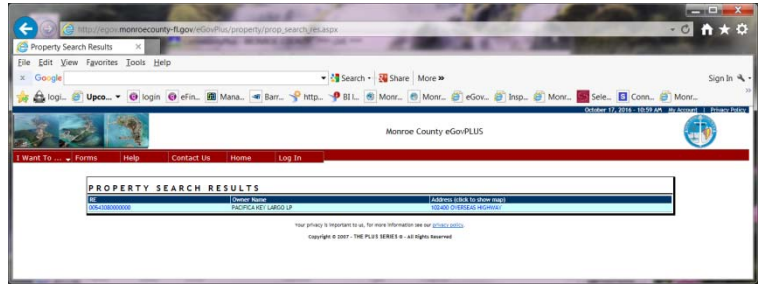 http://egov.monroecounty-fl.gov/eGovPlus/property/prop_search_res.aspx
Property Search Results ×
File Edit View Favorites Tools Help
x Google Search Share More » Sign In
logi... Upco... login eFin... Mana... Barr... http... BI I... Monr... Monr... eGov... Insp... Monr... Sele... Conn... Monr... »
October 17, 2016 - 10:59 AM My Account | Privacy Policy
Monroe County eGovPLUS
I Want To ... Forms Help Contact Us Home Log In
PROPERTY SEARCH RESULTS
RE Owner Name Address (click to show map)
00543080000000 PACIFICA KEY LARGO LP 102400 OVERSEAS HIGHWAY
Your privacy is important to us, for more information see our privacy policy.
Copyright © 2007 - THE PLUS SERIES ® - All Rights Reserved